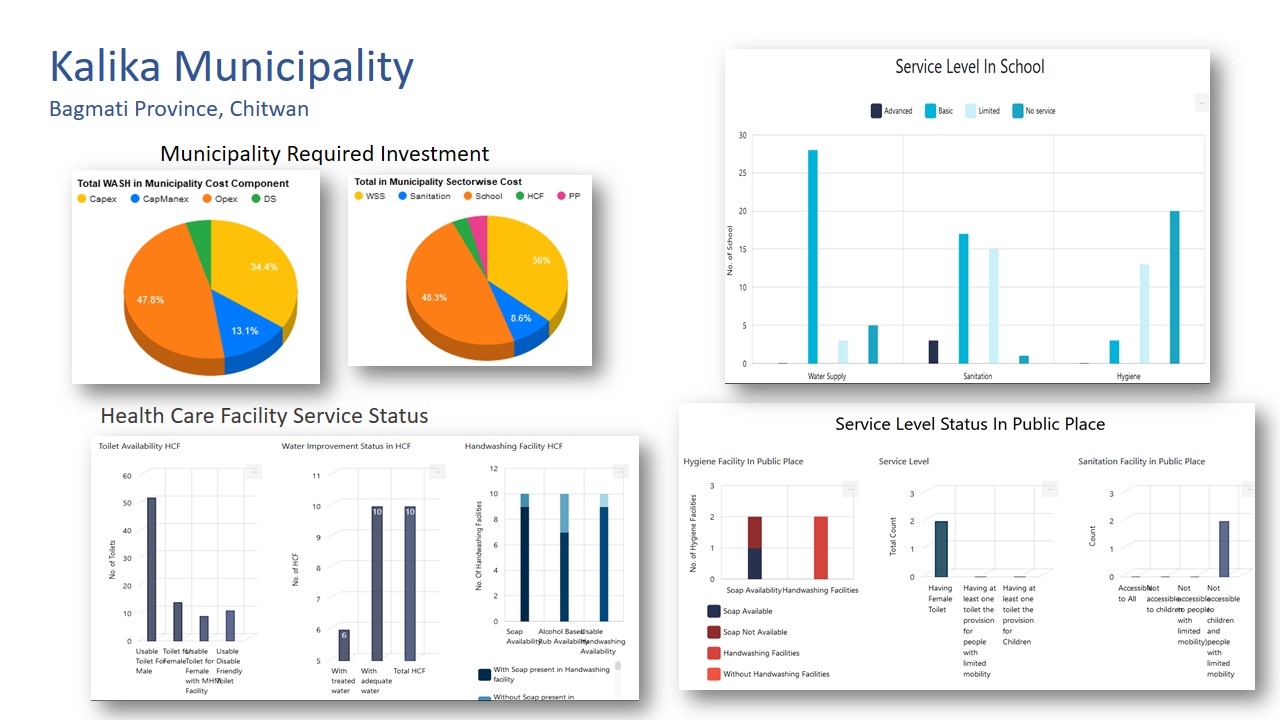 Kalika Municipality
Bagmati Province, Chitwan
Municipality Required Investment
Total WASH in Municipality Cost Component
Capex CapManex Opex DS
34.4%
47.8%
13.1%
Total in Municipality Sectorwise Cost
WSS Sanitation School HCF PP
36%
48.3%
8.6%
Service Level In School
Advanced Basic Limited No service
No. of School
30
25
20
15
10
5
0
Water Supply Sanitation Hygiene
Health Care Facility Service Status
Toilet Availability HCF
No. of Toilets
60
50
40
30
20
10
0
Usable Toilet For Male
Toilet for Female
Usable Toilet for Female with MHM Facility
Usable Disable Friendly Toilet
Water Improvement Status in HCF
No. of HCF
11
10
9
8
7
6
5
6
10
10
With treated water
With adequate water
Total HCF
Handwashing Facility HCF
No. Of Handwashing Facilities
12
10
8
6
4
2
0
Soap Availability
Alcohol Based Rub Availability
Usable Handwashing Availability
With Soap present in Handwashing
facility
Without Soap present in
Service Level Status In Public Place
Hygiene Facility In Public Place
No. of Hygiene Facilities
3
2
1
0
Soap Availability Handwashing Facilities
Soap Available
Soap Not Available
Handwashing Facilities
Without Handwashing Facilities
Service Level
Total Count
3
2
1
0
Having Female Toilet
Having at least one toilet the provision for people with limited mobility
Having at least one toilet the provision for Children
Sanitation Facility in Public Place
Count
3
2
1
0
Accessible to All
Not accessible to children
Not accessible to people with limited mobility
Not accessible to children and people with limited mobility